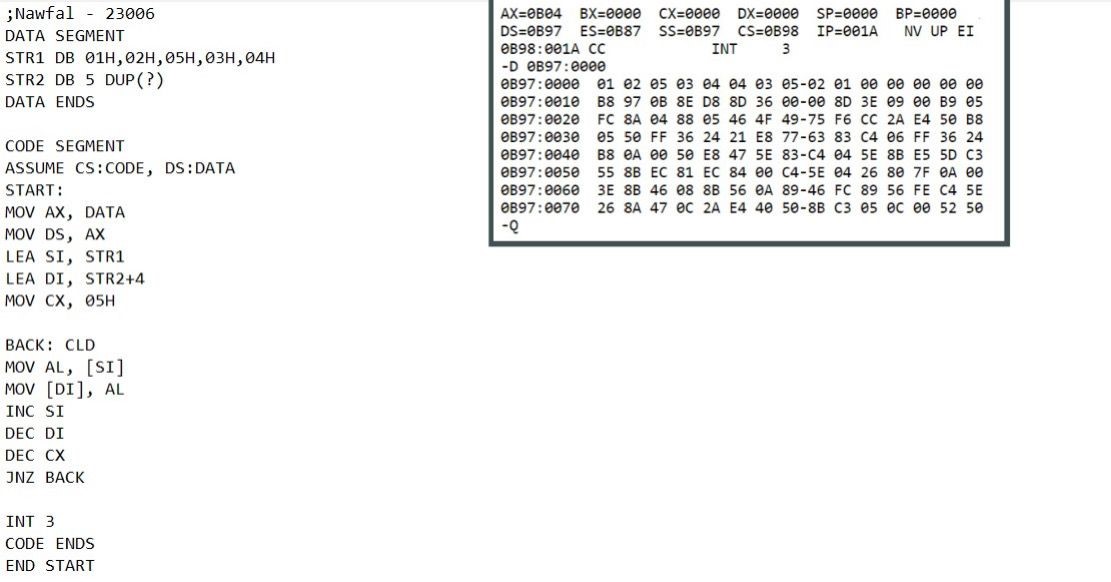 ;Nawfal - 23006
DATA SEGMENT
STR1 DB 01H,02H,05H,03H,04H
STR2 DB 5 DUP(?)
DATA ENDS

CODE SEGMENT
ASSUME CS:CODE, DS:DATA
START:
MOV AX, DATA
MOV DS, AX
LEA SI, STR1
LEA DI, STR2+4
MOV CX, 05H

BACK: CLD
MOV AL, [SI]
MOV [DI], AL
INC SI
DEC DI
DEC CX
JNZ BACK

INT 3
CODE ENDS
END START

AX=0B04 BX=0000 CX=0000 DX=0000 SP=0000 BP=0000
DS=0B97 ES=0B87 SS=0B97 CS=0B98 IP=001A NV UP EI
0B98:001A CC INT 3
-D 0B97:0000
0B97:0000 01 02 05 03 04 04 03 05-02 01 00 00 00 00 00
0B97:0010 B8 97 0B 8E D8 8D 36 00-00 8D 3E 09 00 B9 05
0B97:0020 FC 8A 04 88 05 46 4F 49-75 F6 CC 2A E4 50 B8
0B97:0030 05 50 FF 36 24 21 E8 77-63 83 C4 06 FF 36 24
0B97:0040 B8 0A 00 50 E8 47 5E 83-C4 04 5E 8B E5 5D C3
0B97:0050 55 8B EC 81 EC 84 00 C4-5E 04 26 80 7F 0A 00
0B97:0060 3E 8B 46 08 8B 56 0A 89-46 FC 89 56 FE C4 5E
0B97:0070 26 8A 47 0C 2A E4 40 50-8B C3 05 0C 00 52 50
-Q